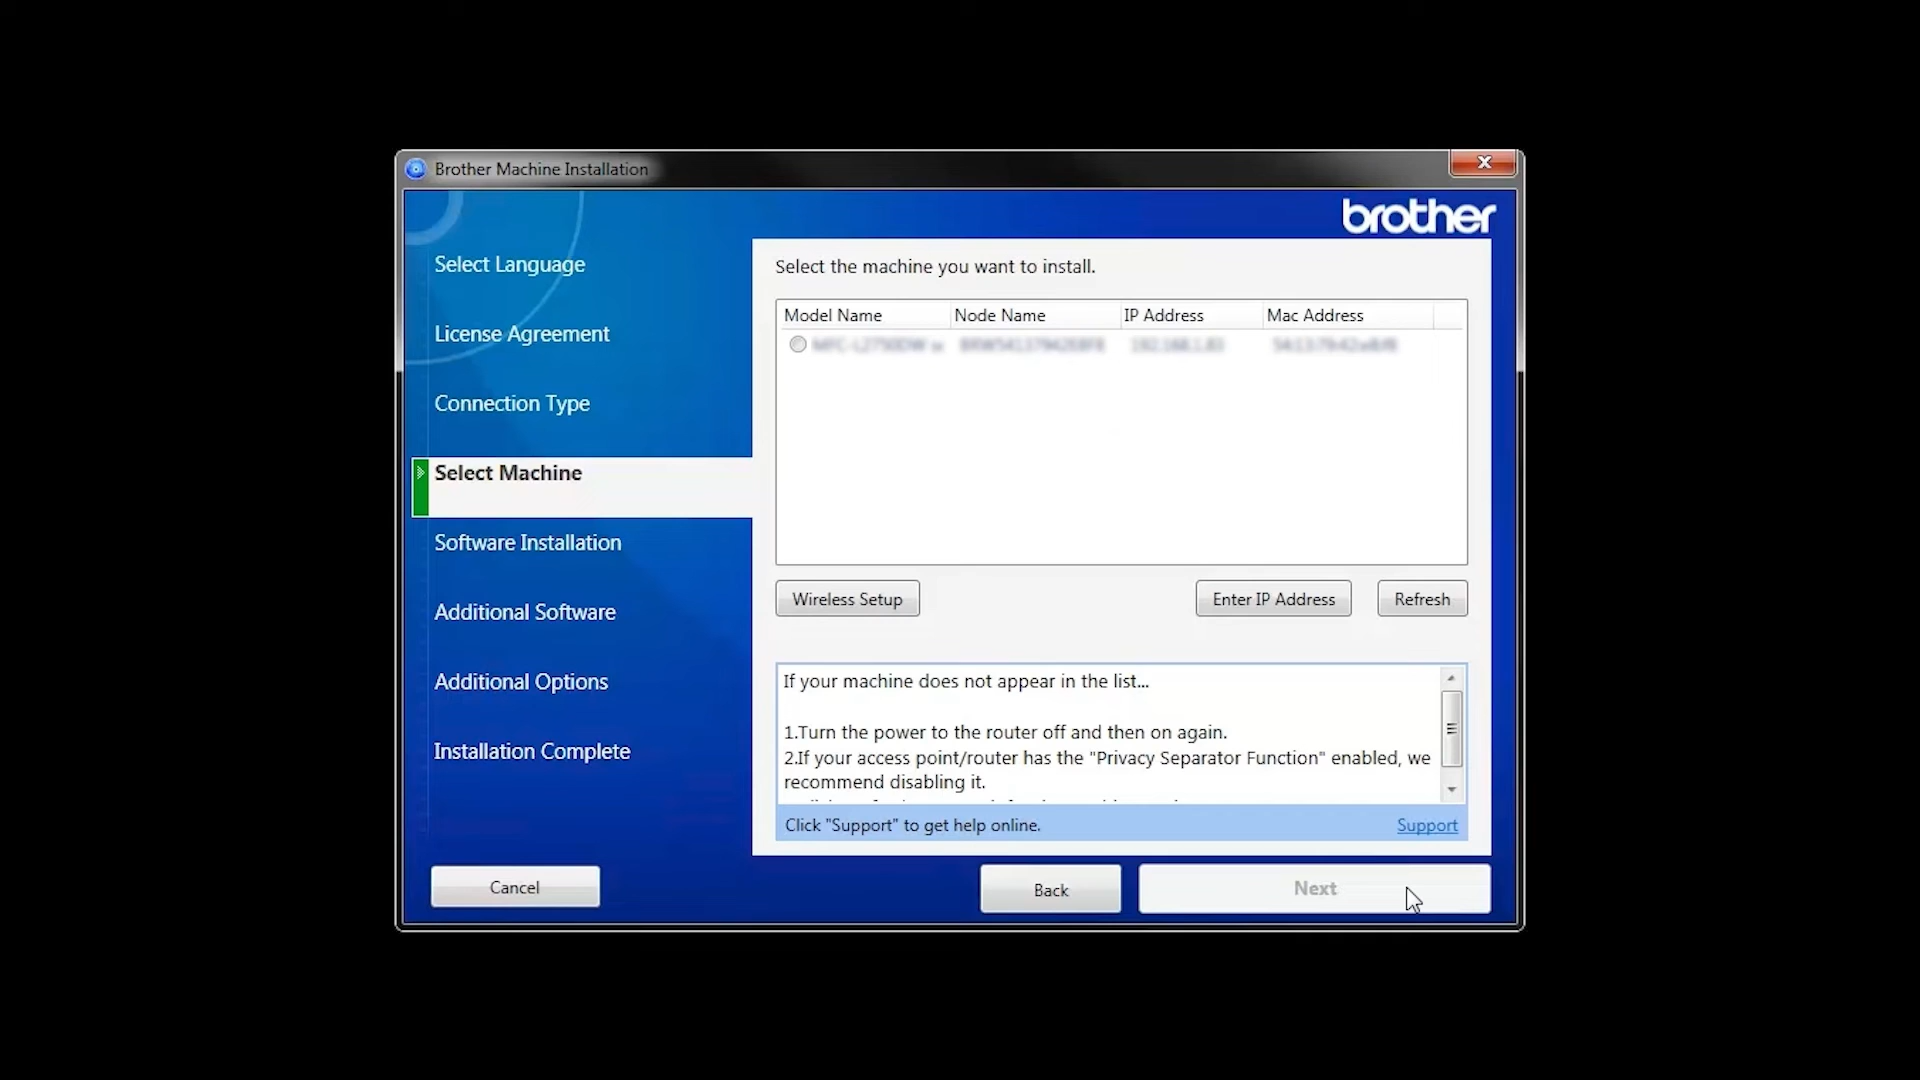 Brother Machine Installation
brother
Select Language
License Agreement
Connection Type
Select Machine
Software Installation
Additional Software
Additional Options
Installation Complete
Select the machine you want to install.
Model Name Node Name IP Address Mac Address
Wireless Setup Enter IP Address Refresh
If your machine does not appear in the list...
1.Turn the power to the router off and then on again.
2.If your access point/router has the "Privacy Separator Function" enabled, we
recommend disabling it.
Click "Support" to get help online. Support
Cancel Back Next